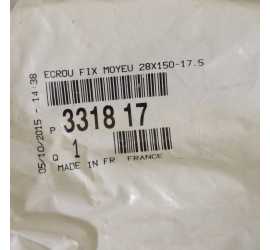 ECROU FIX MOYEU 28X150-17.5
05/10/2015 - 14:38
P 3318 17
Q 1
MADE IN FR FRANCE